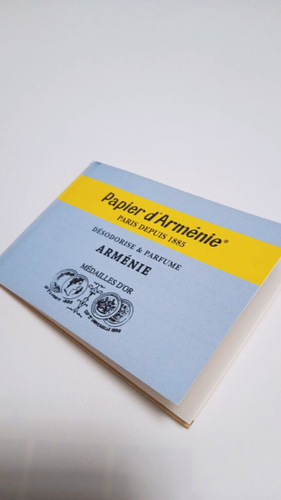 Papier d'Arménie®
PARIS DEPUIS 1885
DÉSODORISE & PARFUME
ARMÉNIE
MÉDAILLES D'OR